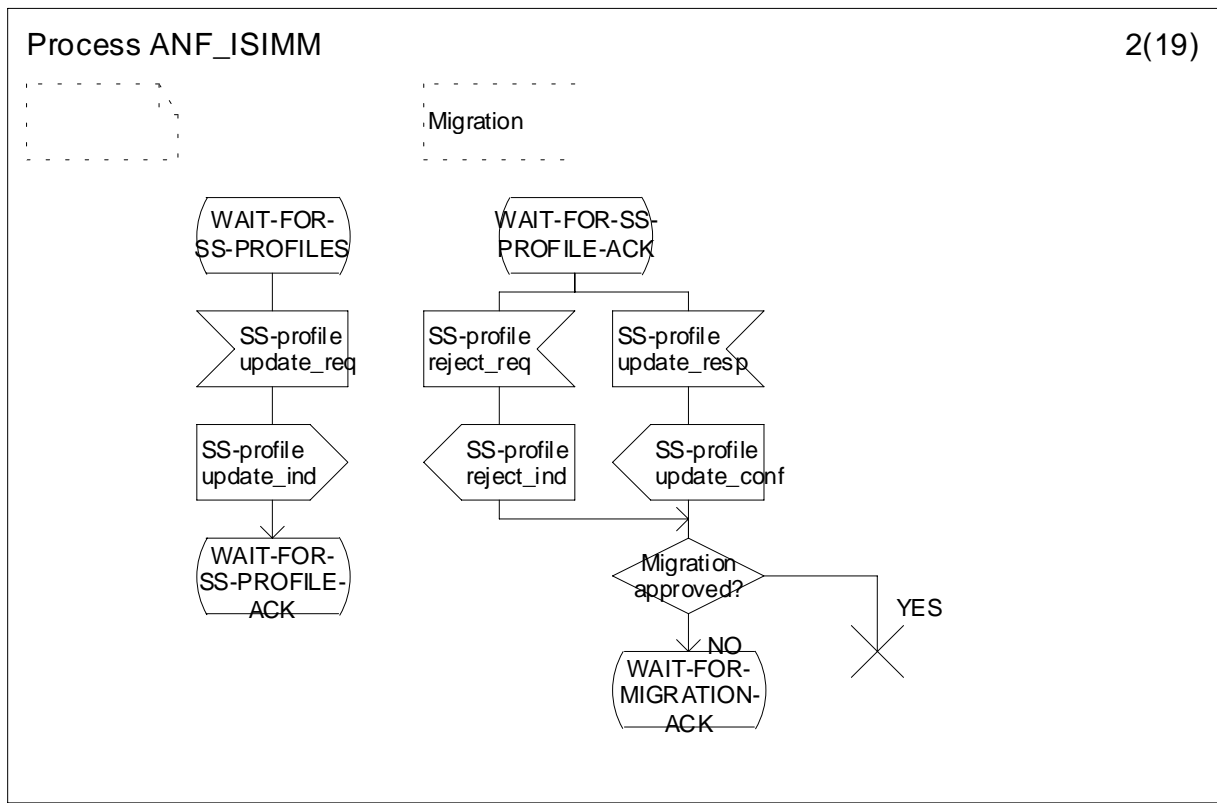 Process ANF_ISIMM
2(19)
Migration
WAIT-FOR-
SS-PROFILES
WAIT-FOR-SS-
PROFILE-ACK
SS-profile
update_req
SS-profile
reject_req
SS-profile
update_resp
SS-profile
update_ind
SS-profile
reject_ind
SS-profile
update_conf
WAIT-FOR-
SS-PROFILE-
ACK
Migration
approved?
YES
NO
WAIT-FOR-
MIGRATION-
ACK